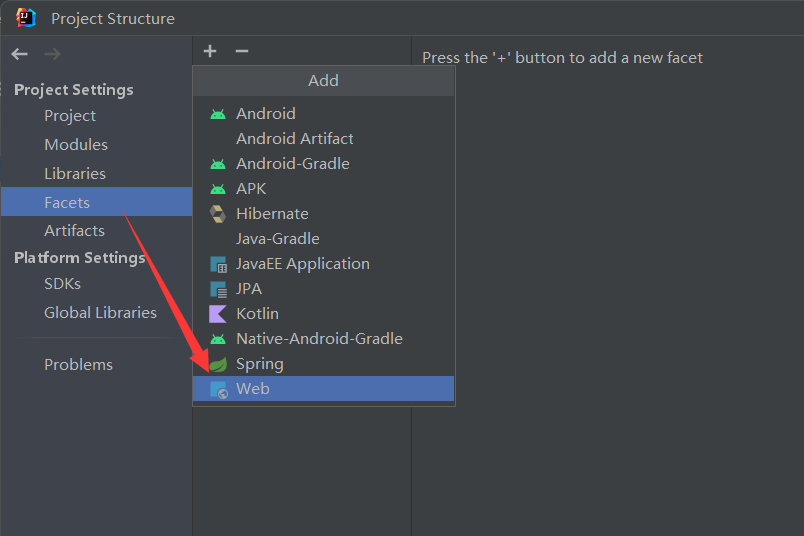 Project Structure
Project Settings
Project
Modules
Libraries
Facets
Artifacts
Platform Settings
SDKs
Global Libraries
Problems
Add
Android
Android Artifact
Android-Gradle
APK
Hibernate
Java-Gradle
JavaEE Application
JPA
Kotlin
Native-Android-Gradle
Spring
Web
Press the '+' button to add a new facet